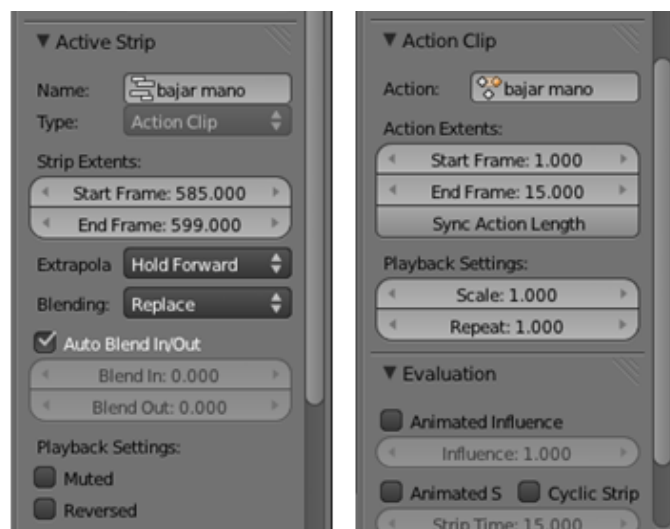 Active Strip
Name: bajar mano
Type: Action Clip
Strip Extents:
Start Frame: 585.000
End Frame: 599.000
Extrapola Hold Forward
Blending: Replace
Auto Blend In/Out
Blend In: 0.000
Blend Out: 0.000
Playback Settings:
Muted
Reversed
Action Clip
Action: bajar mano
Action Extents:
Start Frame: 1.000
End Frame: 15.000
Sync Action Length
Playback Settings:
Scale: 1.000
Repeat: 1.000
Evaluation
Animated Influence
Influence: 1.000
Animated S Cyclic Strip
Strip Time: 15.000